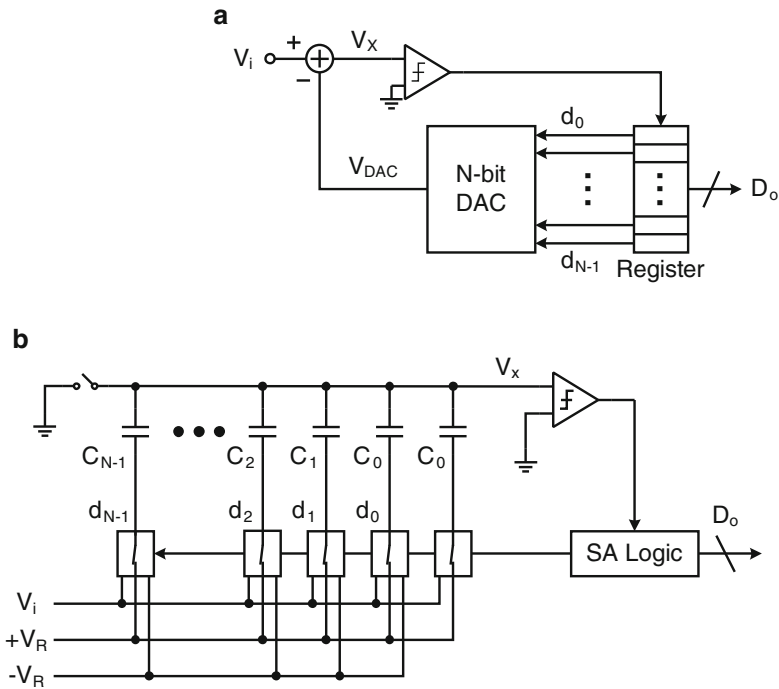 a
V_i
+
−
V_X
V_DAC
N-bit
DAC
d_0
d_N-1
Register
D_o
b
V_x
C_N-1
C_2
C_1
C_0
C_0
d_N-1
d_2
d_1
d_0
SA Logic
D_o
V_i
+V_R
-V_R